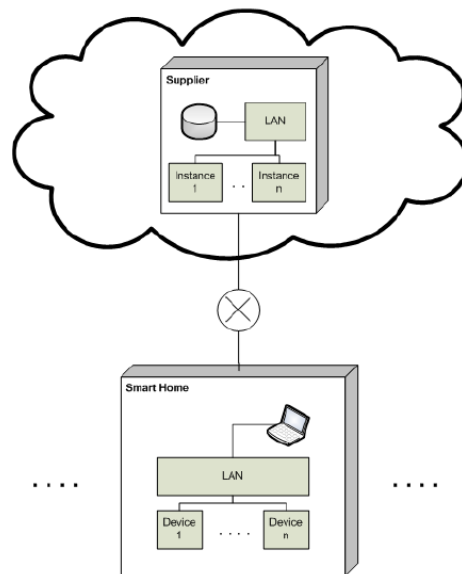 Supplier
LAN
Instance
1
. .
Instance
n
Smart Home
LAN
. . . .
. . . .
Device
1
. . . .
Device
n